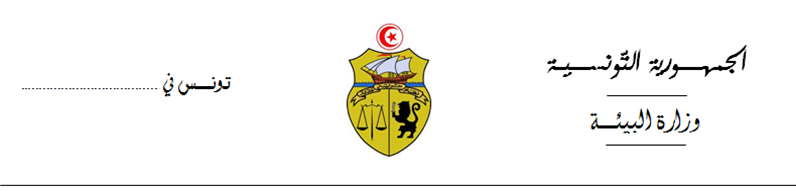 الجمهورية التونسية
وزارة البيئة
تونس في ....................................